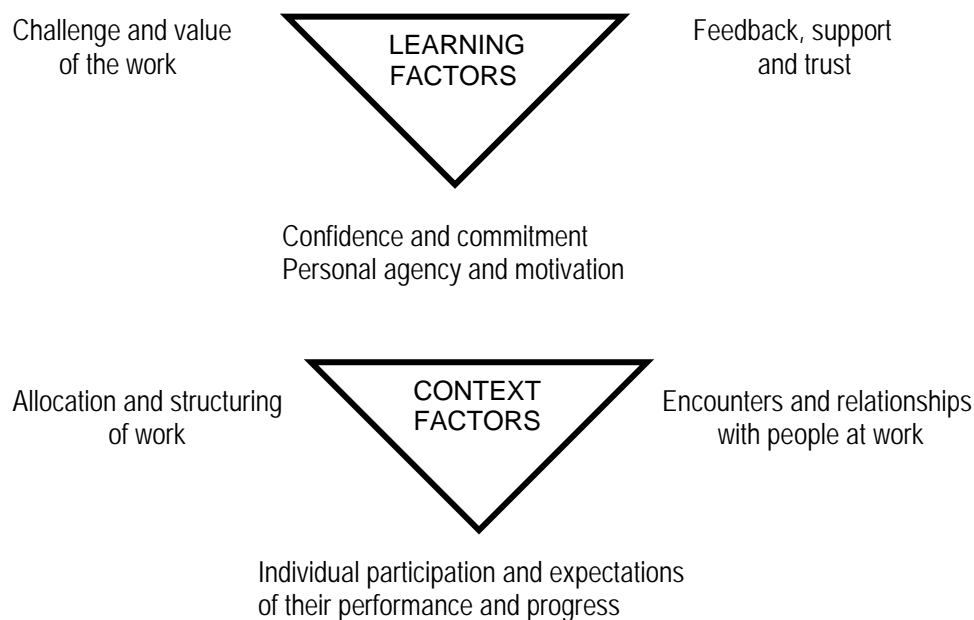 Challenge and value
of the work
LEARNING
FACTORS
Feedback, support
and trust
Confidence and commitment
Personal agency and motivation
Allocation and structuring
of work
CONTEXT
FACTORS
Encounters and relationships
with people at work
Individual participation and expectations
of their performance and progress